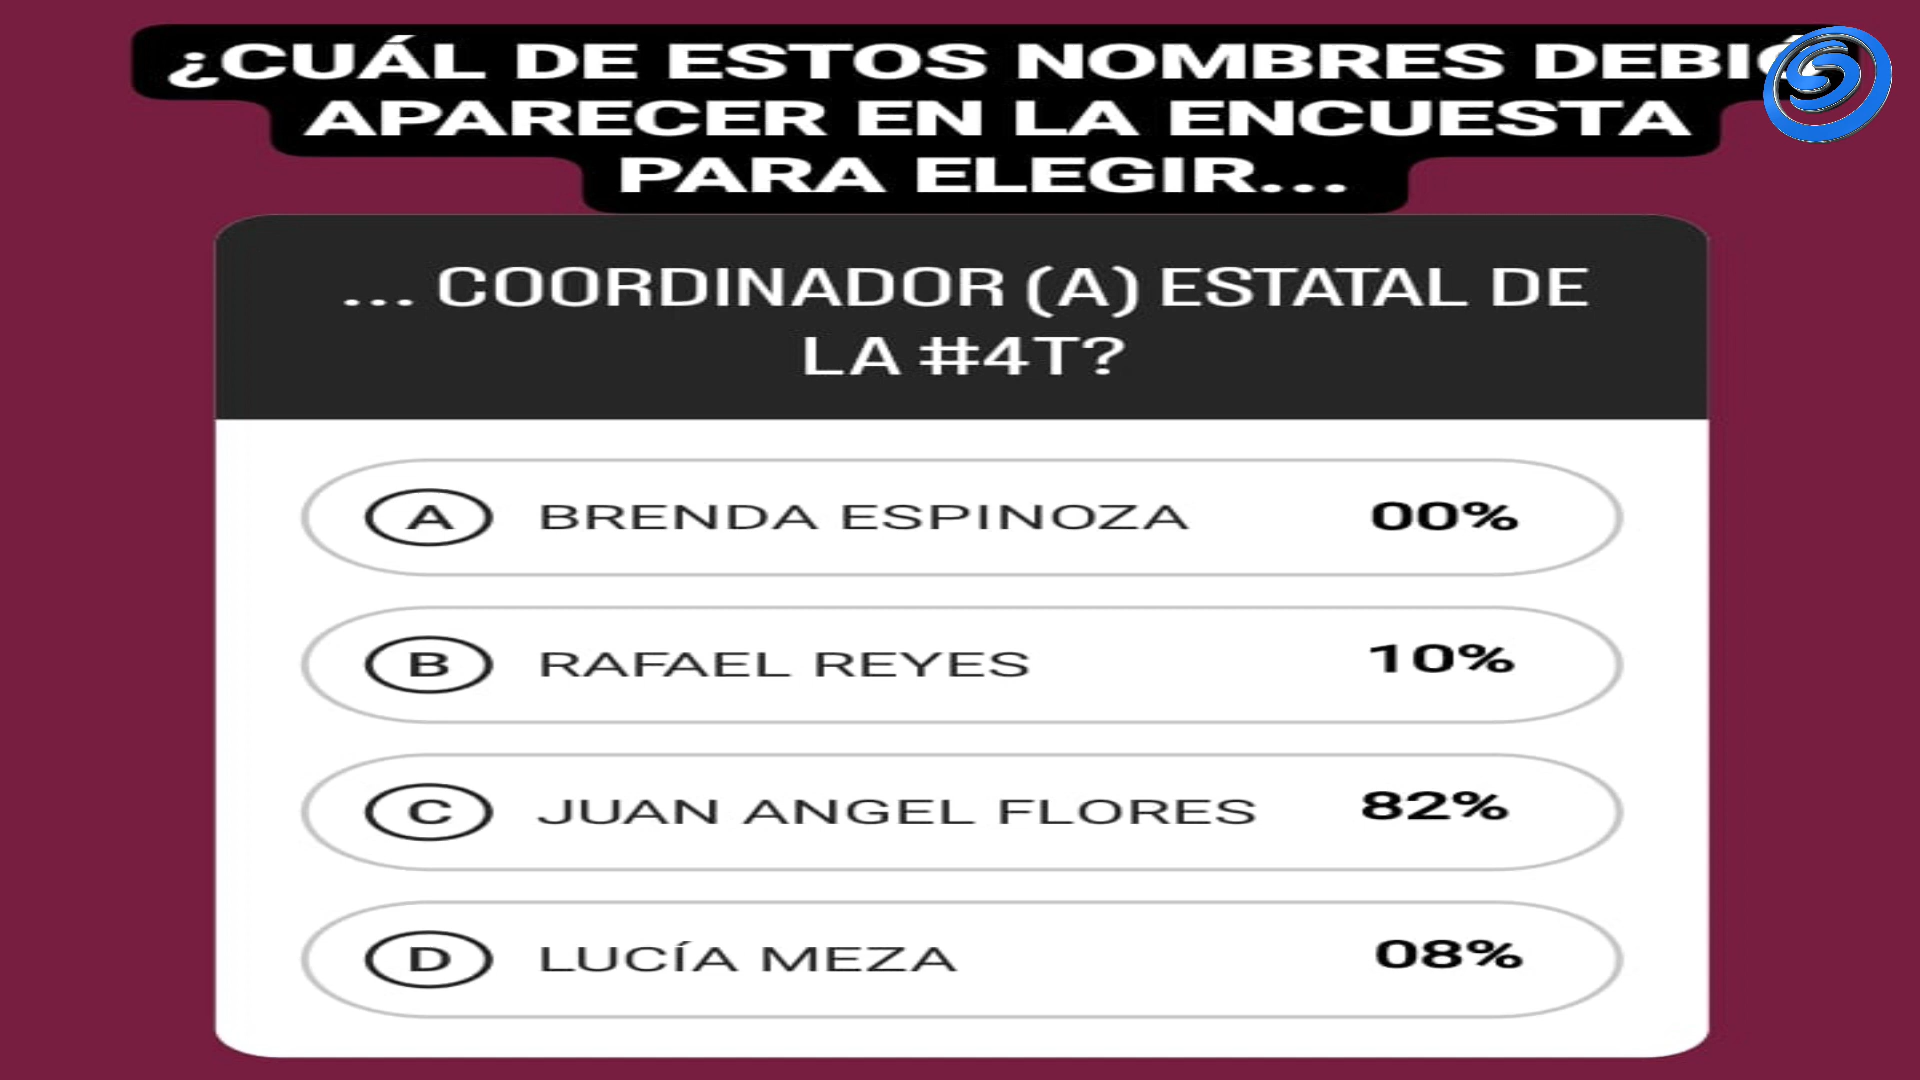 ¿CUÁL DE ESTOS NOMBRES DEBIÓ
APARECER EN LA ENCUESTA
PARA ELEGIR...
... COORDINADOR (A) ESTATAL DE
LA #4T?
A BRENDA ESPINOZA 00%
B RAFAEL REYES 10%
C JUAN ANGEL FLORES 82%
D LUCÍA MEZA 08%